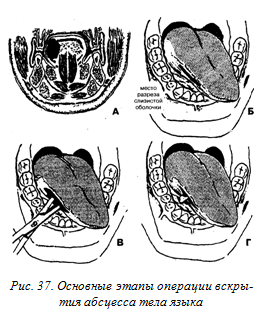 А
место
разреза
слизистой
оболочки
Б
В
Г
Рис. 37. Основные этапы операции вскры-
тия абсцесса тела языка